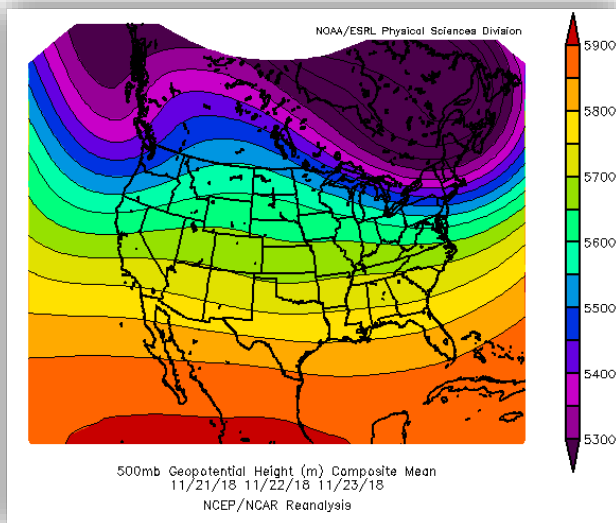 NOAA/ESRL Physical Sciences Division
5900
5800
5700
5600
5500
5400
5300
500mb Geopotential Height (m) Composite Mean
11/21/18 11/22/18 11/23/18
NCEP/NCAR Reanalysis